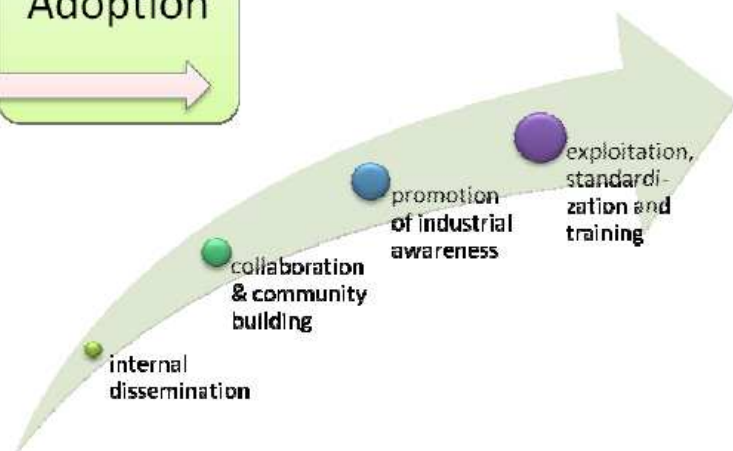 Adoption
exploitation,
standardi-
zation and
training
promotion
of industrial
awareness
collaboration
& community
building
internal
dissemination